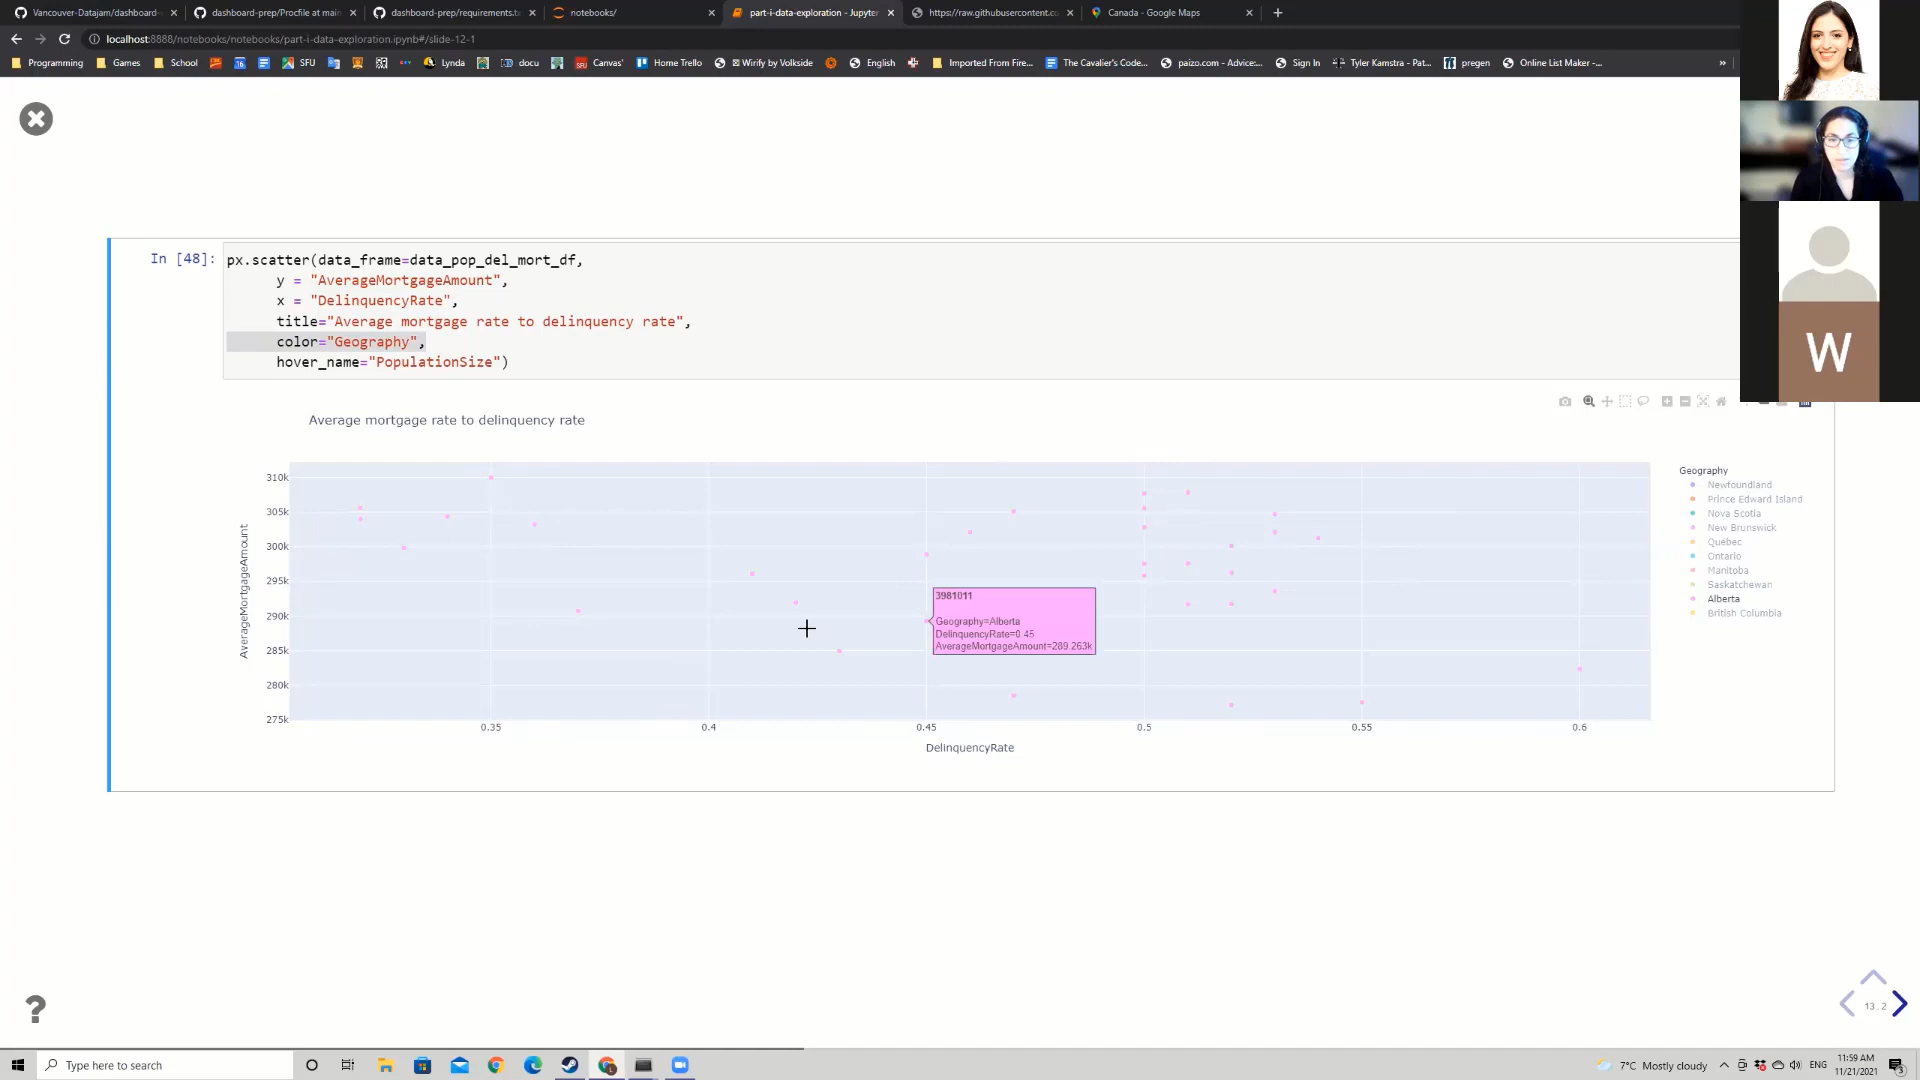 Vancouver-Datajam/dashboard-
dashboard-prep/Procfile at main
dashboard-prep/requirements.tx
notebooks/
part-i-data-exploration - Jupyter
https://raw.githubusercontent.co
Canada - Google Maps
localhost:8888/notebooks/notebooks/part-i-data-exploration.ipynb#/slide-12-1
Programming
Games
School
SFU
Lynda
docu
Canvas'
Home Trello
Wirify by Volkside
English
Imported From Fire...
The Cavalier's Code...
paizo.com - Advice:...
Sign In
Tyler Kamstra - Pat...
pregen
Online List Maker -...
»
In [48]:
px.scatter(data_frame=data_pop_del_mort_df,
y = "AverageMortgageAmount",
x = "DelinquencyRate",
title="Average mortgage rate to delinquency rate",
color="Geography",
hover_name="PopulationSize")
W
Average mortgage rate to delinquency rate
310k
305k
300k
295k
290k
285k
280k
275k
AverageMortgageAmount
0.35
0.4
0.45
0.5
0.55
0.6
DelinquencyRate
3981011
Geography=Alberta
DelinquencyRate=0.45
AverageMortgageAmount=289.263k
Geography
Newfoundland
Prince Edward Island
Nova Scotia
New Brunswick
Québec
Ontario
Manitoba
Saskatchewan
Alberta
British Columbia
?
13.2
Type here to search
7°C Mostly cloudy
ENG
11:59 AM
11/21/2021